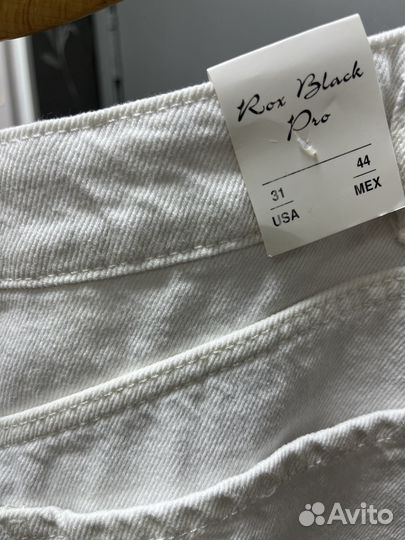 Rox Black
Pro
31
USA
44
MEX
Avito